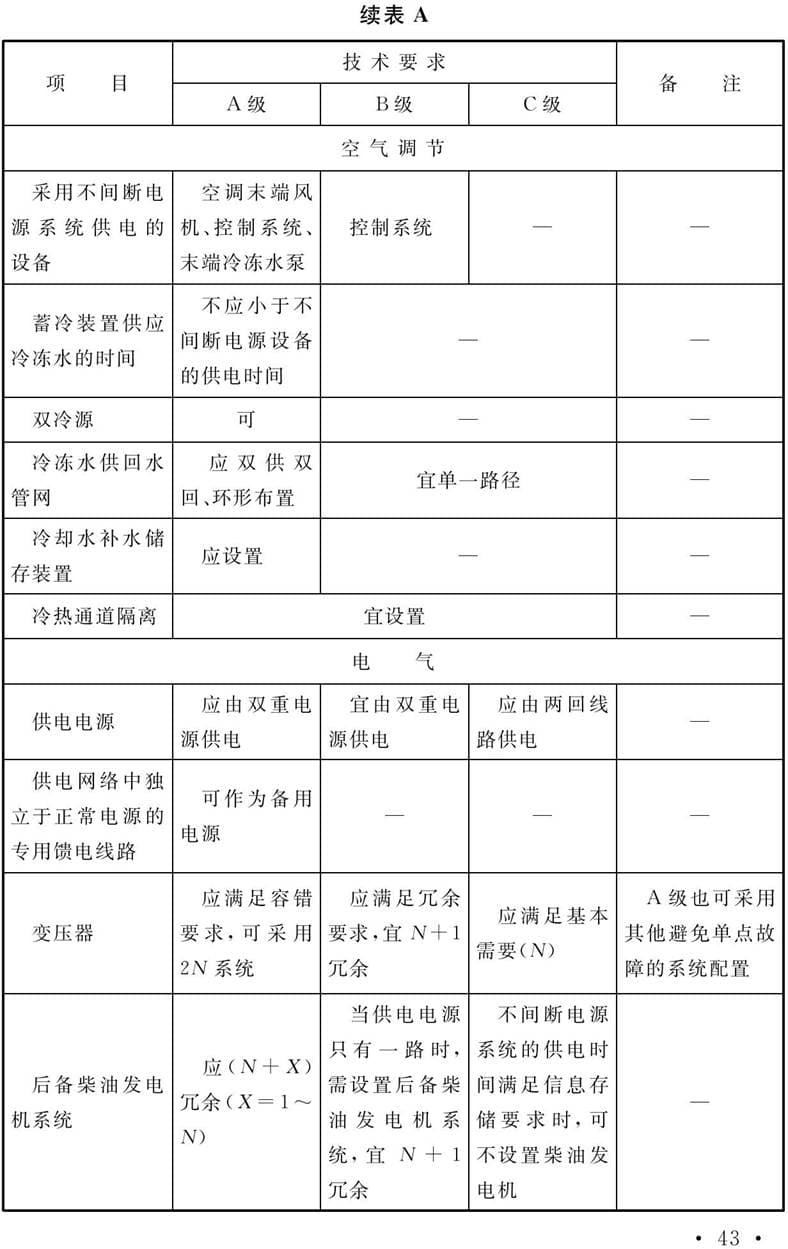 续表 A
项 目
技术要求
备 注
A级
B级
C级
空气调节
采用不间断电
源系统供电的
设备
空调末端风
机、控制系统、
末端冷冻水泵
控制系统
—
—
蓄冷装置供应
冷冻水的时间
不应小于不
间断电源设备
的供电时间
—
—
双冷源
可
—
—
冷冻水供回水
管网
应双供双
回、环形布置
宜单一路径
—
冷却水补水储
存装置
应设置
—
—
冷热通道隔离
宜设置
—
电 气
供电电源
应由双重电
源供电
宜由双重电
源供电
应由两回线
路供电
—
供电网络中独
立于正常电源的
专用馈电线路
可作为备用
电源
—
—
—
变压器
应满足容错
要求,可采用
2N系统
应满足冗余
要求,宜N+1
冗余
应满足基本
需要(N)
A级也可采用
其他避免单点故
障的系统配置
后备柴油发电
机系统
应(N+X)
冗余(X=1~
N)
当供电电源
只有一路时,
需设置后备柴
油发电机系
统,宜N+1
冗余
不间断电源
系统的供电时
间满足信息存
储要求时,可
不设置柴油发
电机
—
• 43 •